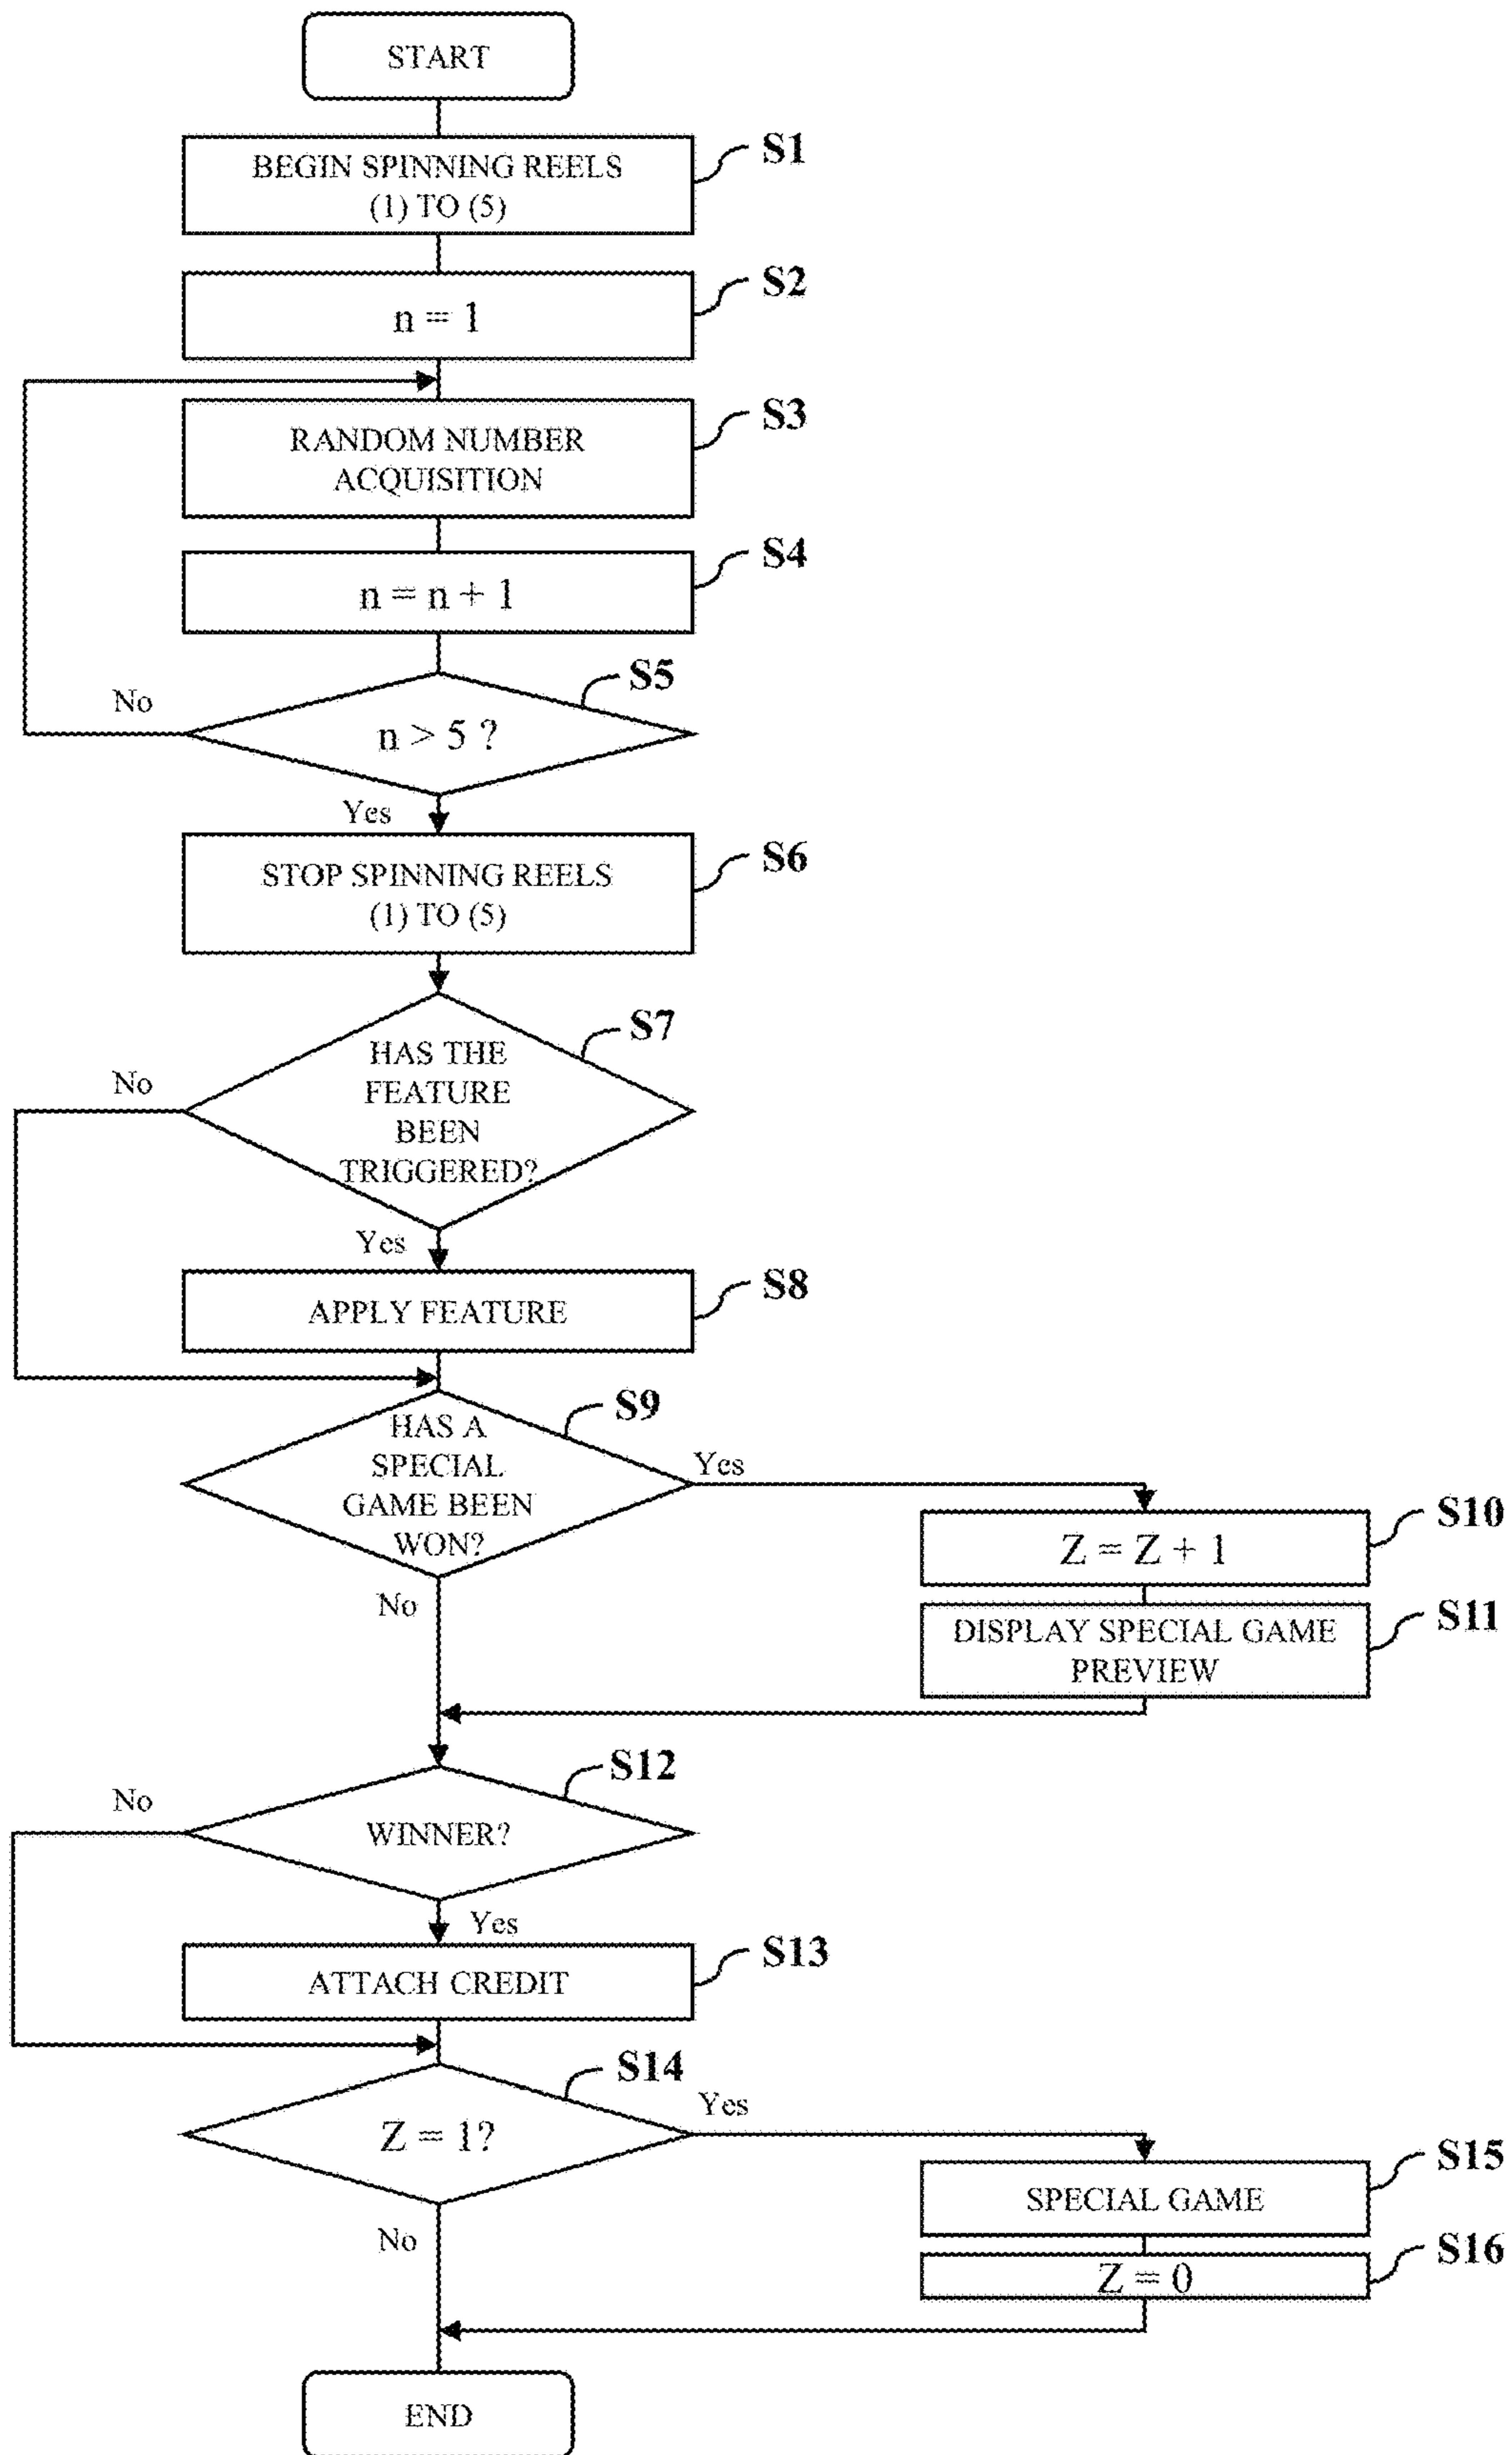 START
BEGIN SPINNING REELS
(1) TO (5)
S1
n = 1
S2
RANDOM NUMBER
ACQUISITION
S3
n = n + 1
S4
n > 5 ?
S5
No
Yes
STOP SPINNING REELS
(1) TO (5)
S6
HAS THE
FEATURE
BEEN
TRIGGERED?
S7
No
Yes
APPLY FEATURE
S8
HAS A
SPECIAL
GAME BEEN
WON?
S9
Yes
No
Z = Z + 1
S10
DISPLAY SPECIAL GAME
PREVIEW
S11
WINNER?
S12
No
Yes
ATTACH CREDIT
S13
Z = 1?
S14
Yes
No
SPECIAL GAME
S15
Z = 0
S16
END